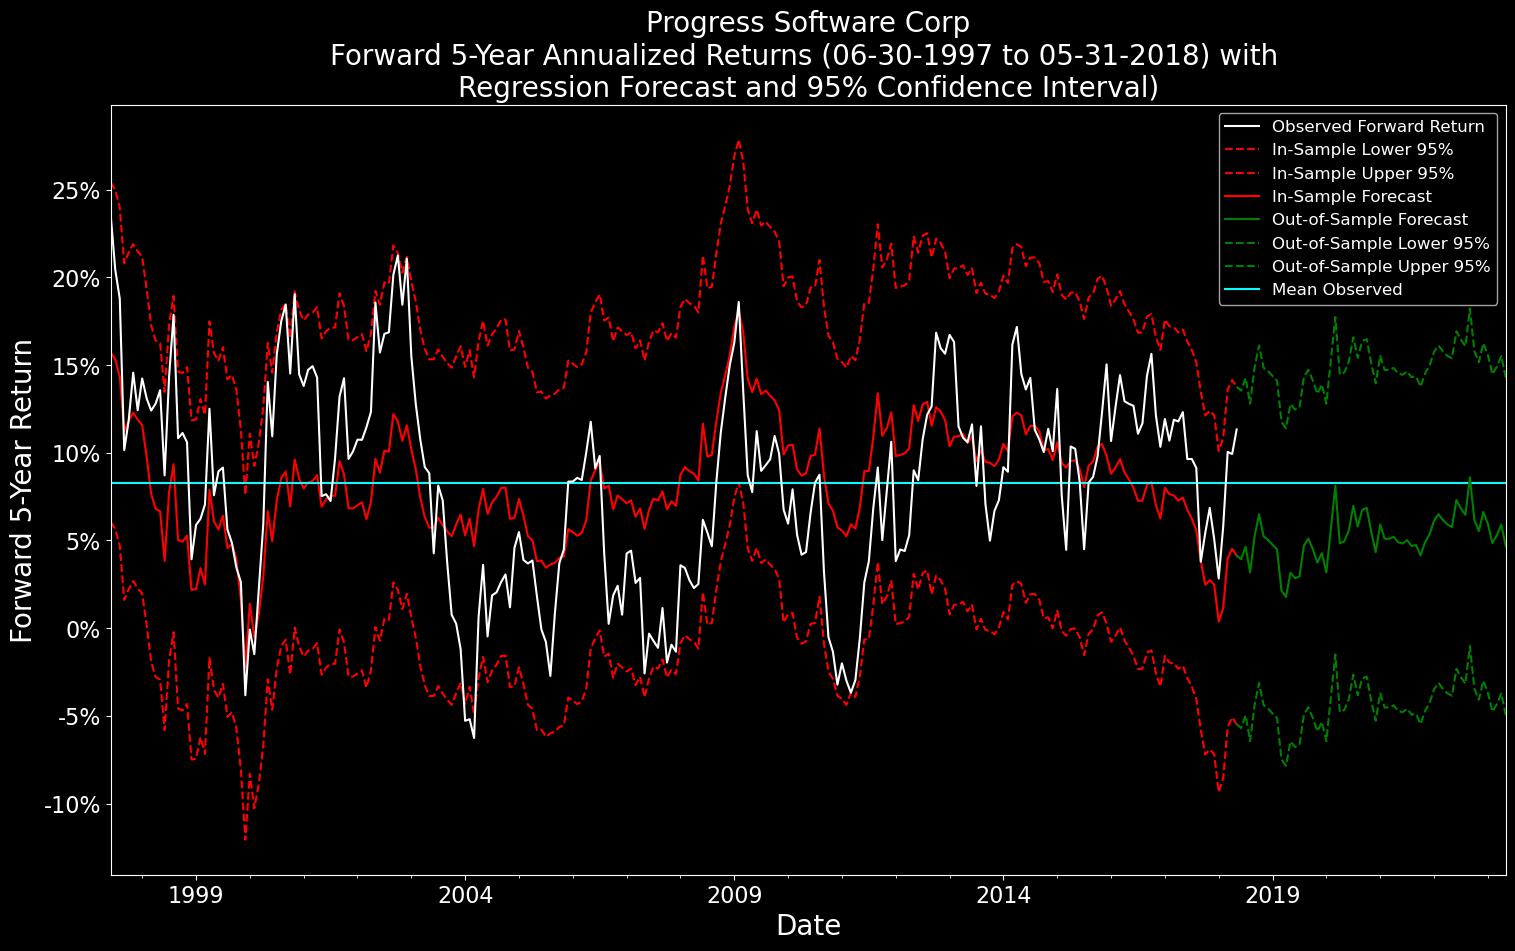 Progress Software Corp
Forward 5-Year Annualized Returns (06-30-1997 to 05-31-2018) with
Regression Forecast and 95% Confidence Interval)
Observed Forward Return
In-Sample Lower 95%
In-Sample Upper 95%
In-Sample Forecast
Out-of-Sample Forecast
Out-of-Sample Lower 95%
Out-of-Sample Upper 95%
Mean Observed
Forward 5-Year Return
25%
20%
15%
10%
5%
0%
-5%
-10%
1999 2004 2009 2014 2019
Date